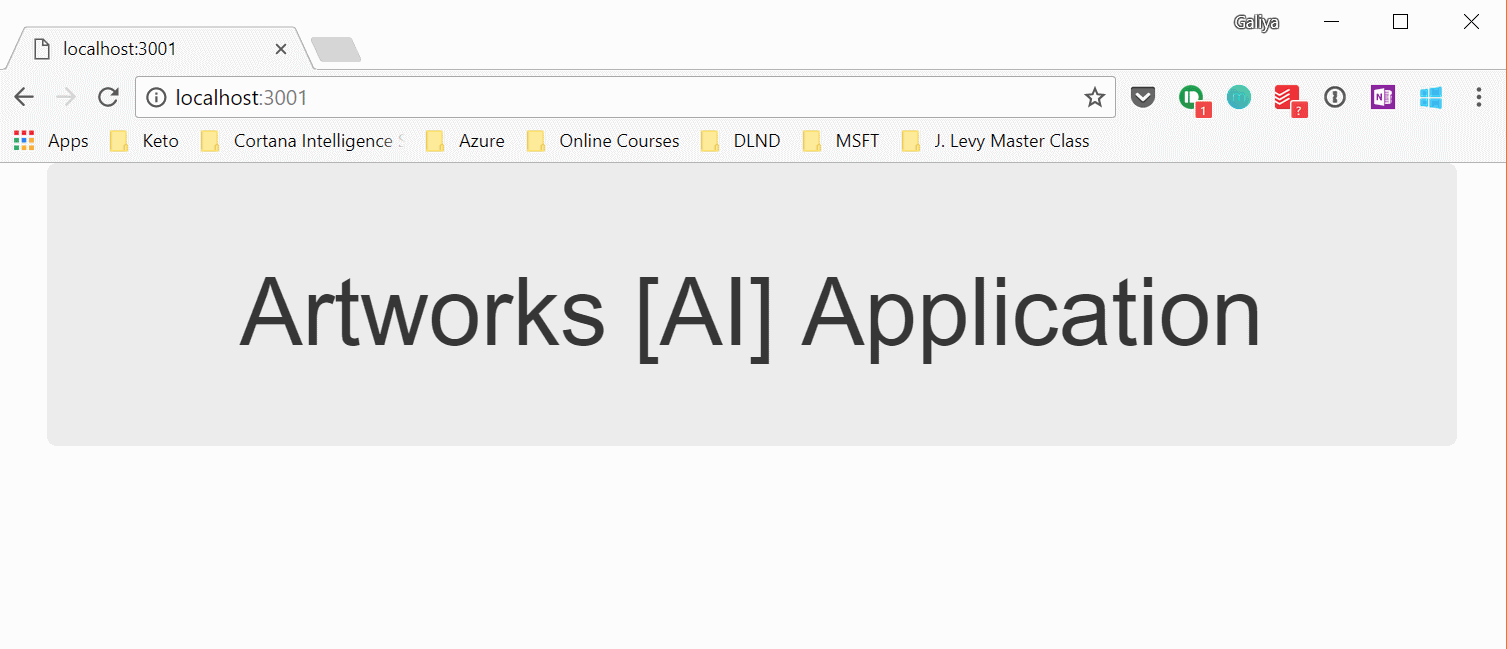 Galiya
localhost:3001
localhost:3001
1
m
?
N
Apps Keto Cortana Intelligence Azure Online Courses DLND MSFT J. Levy Master Class
Artworks [AI] Application